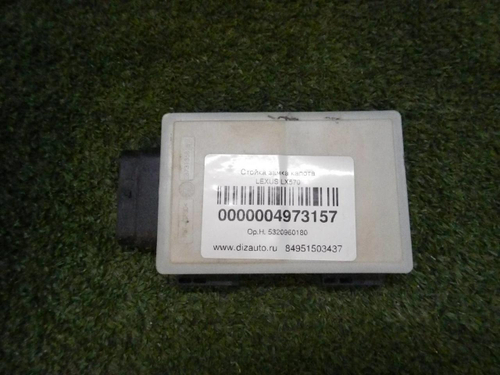 Стойка замка капота
LEXUS LX570
0000004973157
Ор.Н. 5320960180
www.dizauto.ru 84951503437